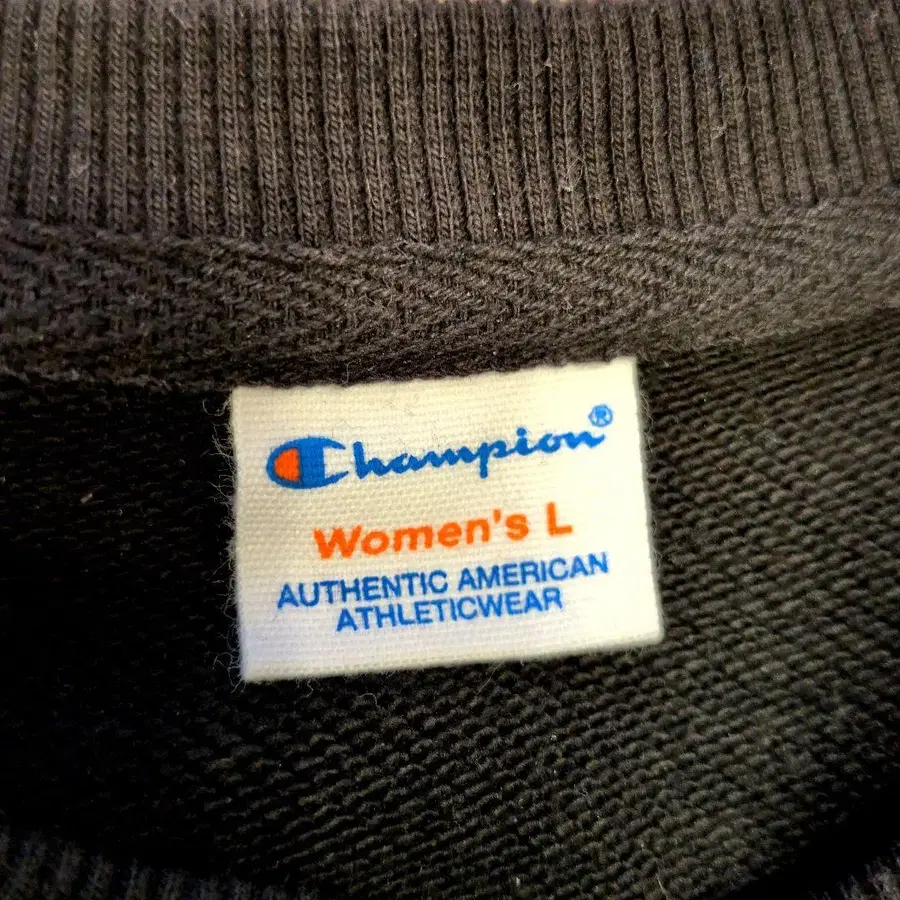 Champion®
Women's L
AUTHENTIC AMERICAN
ATHLETICWEAR